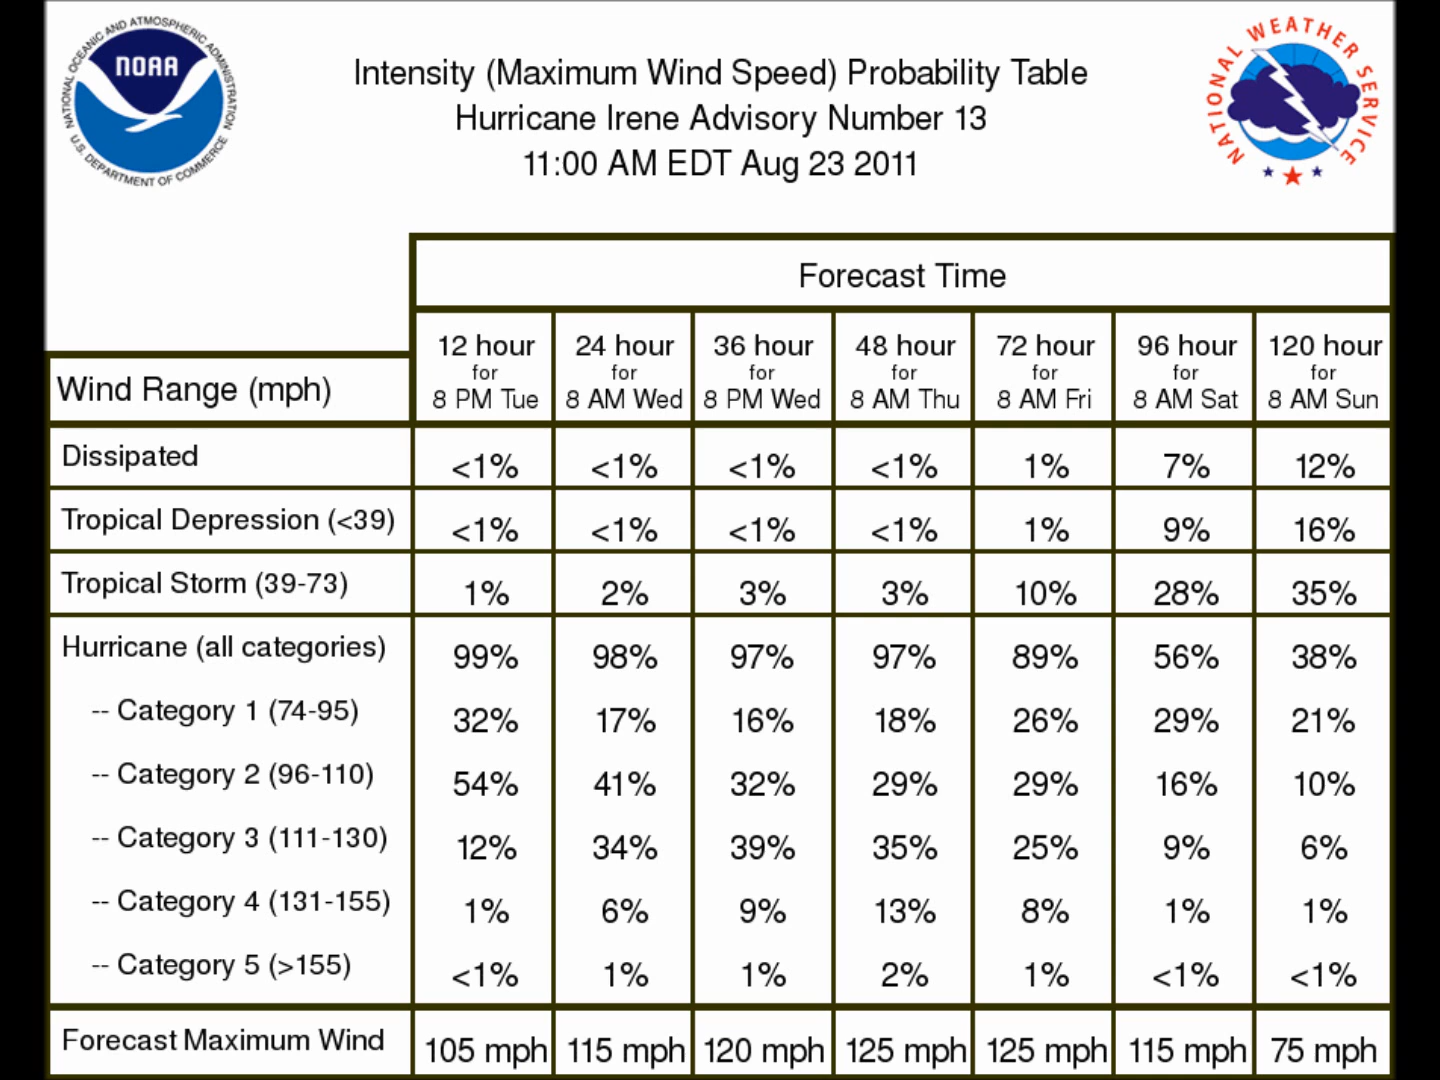 NATIONAL OCEANIC AND ATMOSPHERIC ADMINISTRATION
NOAA
U.S. DEPARTMENT OF COMMERCE
Intensity (Maximum Wind Speed) Probability Table
Hurricane Irene Advisory Number 13
11:00 AM EDT Aug 23 2011
NATIONAL WEATHER SERVICE
Forecast Time
Wind Range (mph)
12 hour 24 hour 36 hour 48 hour 72 hour 96 hour 120 hour
for for for for for for for
8 PM Tue 8 AM Wed 8 PM Wed 8 AM Thu 8 AM Fri 8 AM Sat 8 AM Sun
Dissipated <1% <1% <1% <1% 1% 7% 12%
Tropical Depression (<39) <1% <1% <1% <1% 1% 9% 16%
Tropical Storm (39-73) 1% 2% 3% 3% 10% 28% 35%
Hurricane (all categories) 99% 98% 97% 97% 89% 56% 38%
-- Category 1 (74-95) 32% 17% 16% 18% 26% 29% 21%
-- Category 2 (96-110) 54% 41% 32% 29% 29% 16% 10%
-- Category 3 (111-130) 12% 34% 39% 35% 25% 9% 6%
-- Category 4 (131-155) 1% 6% 9% 13% 8% 1% 1%
-- Category 5 (>155) <1% 1% 1% 2% 1% <1% <1%
Forecast Maximum Wind 105 mph 115 mph 120 mph 125 mph 125 mph 115 mph 75 mph